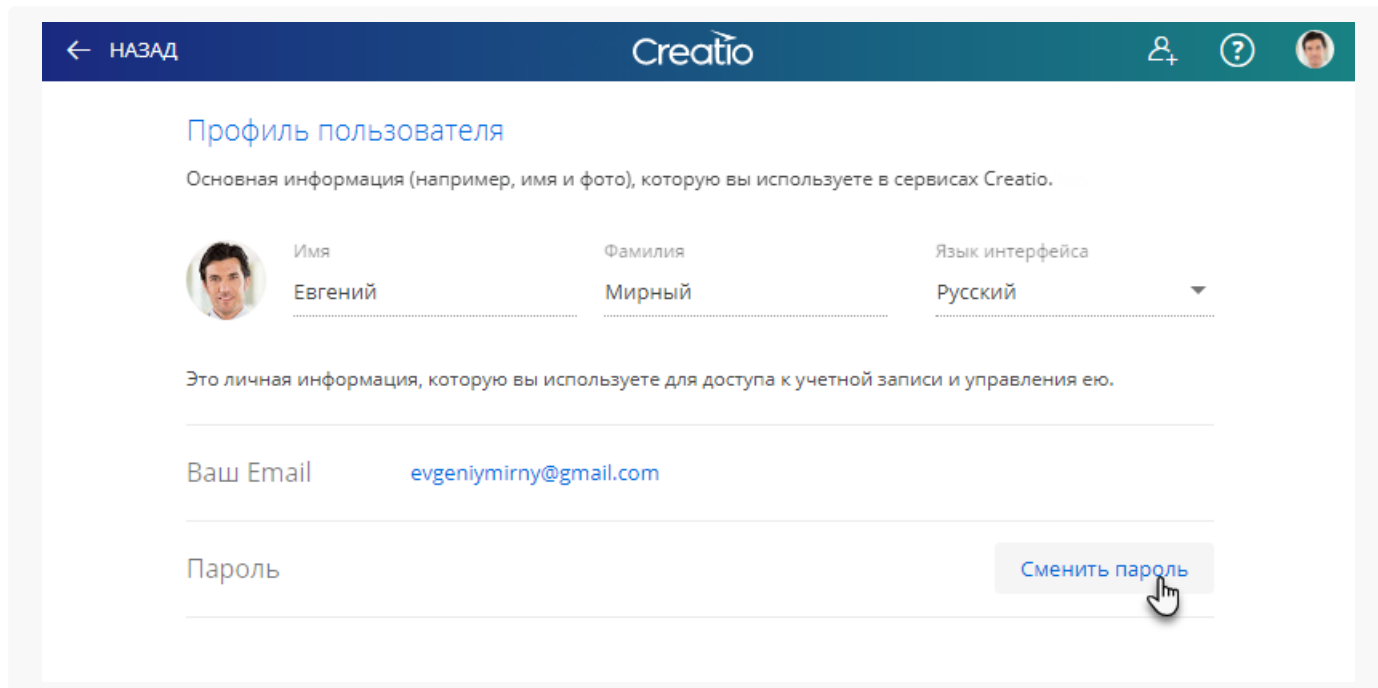 НАЗАД
Creatio
Профиль пользователя
Основная информация (например, имя и фото), которую вы используете в сервисах Creatio.
Имя
Фамилия
Язык интерфейса
Евгений
Мирный
Русский
Это личная информация, которую вы используете для доступа к учетной записи и управления ею.
Ваш Email
evgeniymirny@gmail.com
Пароль
Сменить пароль